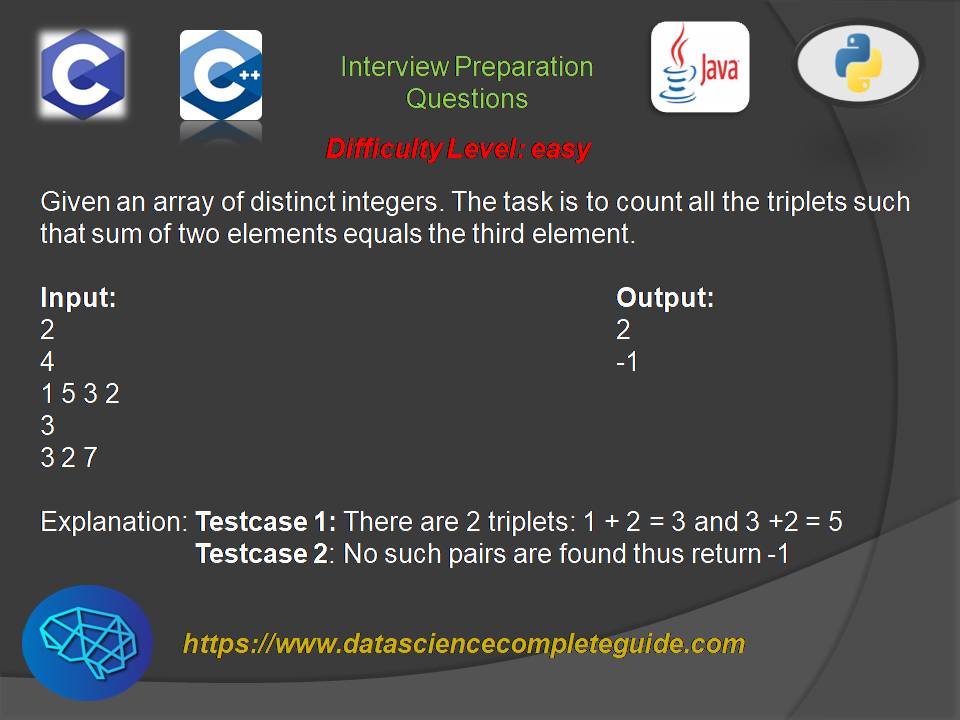 C
C++
Interview Preparation
Questions
Java
Difficulty Level: easy
Given an array of distinct integers. The task is to count all the triplets such
that sum of two elements equals the third element.
Input:
Output:
2
2
4
-1
1 5 3 2
3
3 2 7
Explanation: Testcase 1: There are 2 triplets: 1 + 2 = 3 and 3 +2 = 5
Testcase 2: No such pairs are found thus return -1
https://www.datasciencecompleteguide.com